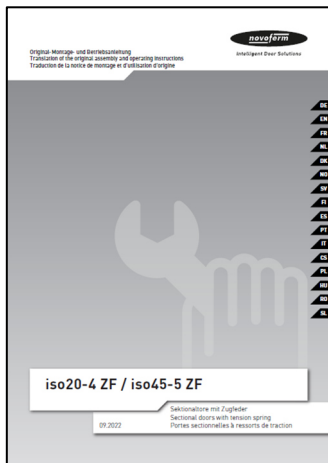 Original-Montage- und Betriebsanleitung
Translation of the original assembly and operating instructions
Traduction de la notice de montage et d'utilisation d'origine
novoferm
Intelligent Door Solutions
DE
EN
FR
NL
DK
NO
SV
FI
ES
PT
IT
CS
PL
HU
RO
SL
iso20-4 ZF / iso45-5 ZF
Sektionaltore mit Zugfeder
Sectional doors with tension spring
09.2022 Portes sectionnelles à ressorts de traction